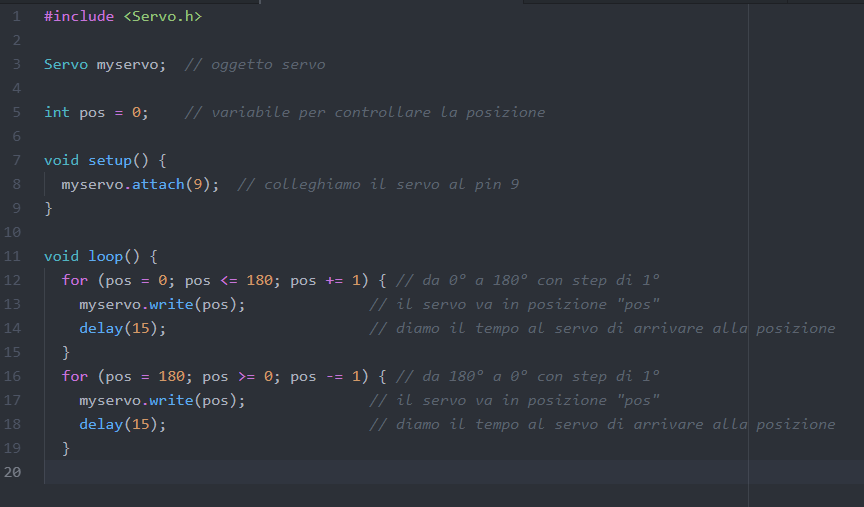 1 #include <Servo.h>
2
3 Servo myservo;  // oggetto servo
4
5 int pos = 0;    // variabile per controllare la posizione
6
7 void setup() {
8   myservo.attach(9);  // colleghiamo il servo al pin 9
9 }
10
11 void loop() {
12   for (pos = 0; pos <= 180; pos += 1) { // da 0° a 180° con step di 1°
13     myservo.write(pos);              // il servo va in posizione "pos"
14     delay(15);                       // diamo il tempo al servo di arrivare alla posizione
15   }
16   for (pos = 180; pos >= 0; pos -= 1) { // da 180° a 0° con step di 1°
17     myservo.write(pos);              // il servo va in posizione "pos"
18     delay(15);                       // diamo il tempo al servo di arrivare alla posizione
19   }
20